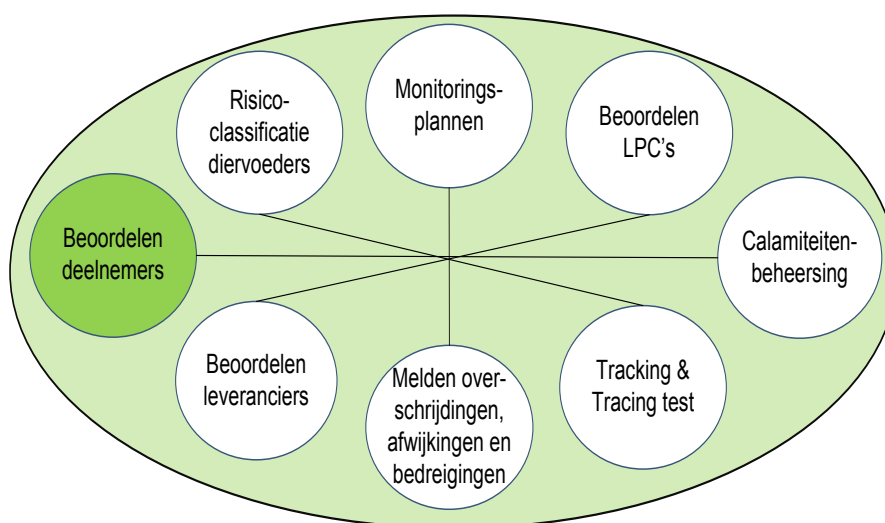 Risico-
classificatie
diervoeders
Monitorings-
plannen
Beoordelen
LPC's
Beoordelen
deelnemers
Calamiteiten-
beheersing
Beoordelen
leveranciers
Melden over-
schrijdingen,
afwijkingen en
bedreigingen
Tracking &
Tracing test